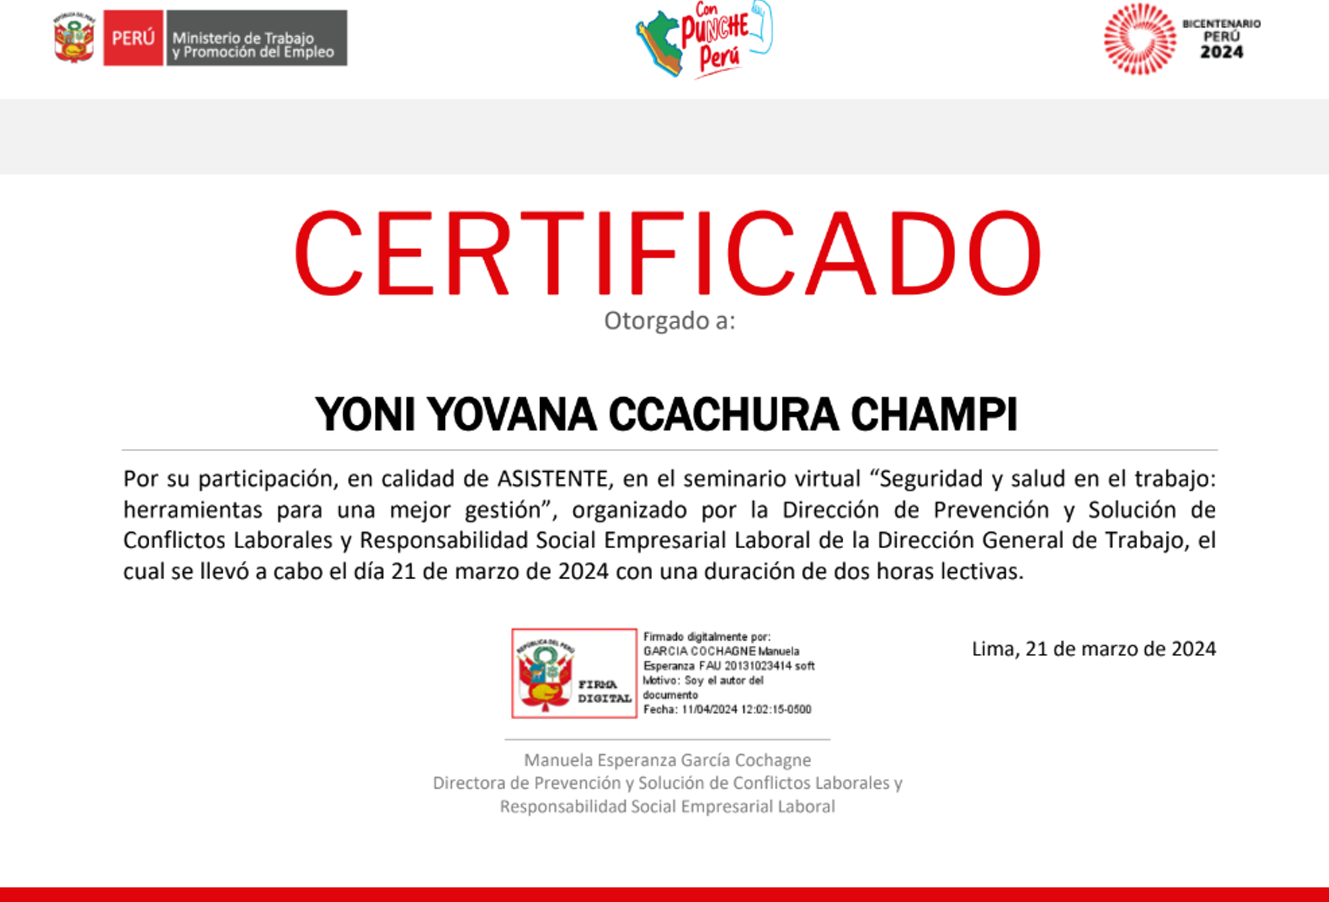 REPÚBLICA DEL PERÚ
PERÚ
Ministerio de Trabajo
y Promoción del Empleo
Con
PUNCHE
Perú
BICENTENARIO
PERÚ
2024
CERTIFICADO
Otorgado a:
YONI YOVANA CCACHURA CHAMPI
Por su participación, en calidad de ASISTENTE, en el seminario virtual “Seguridad y salud en el trabajo:
herramientas para una mejor gestión”, organizado por la Dirección de Prevención y Solución de
Conflictos Laborales y Responsabilidad Social Empresarial Laboral de la Dirección General de Trabajo, el
cual se llevó a cabo el día 21 de marzo de 2024 con una duración de dos horas lectivas.
REPÚBLICA DEL PERÚ
FIRMA
DIGITAL
Firmado digitalmente por:
GARCIA COCHAGNE Manuela
Esperanza FAU 20131023414 soft
Motivo: Soy el autor del
documento
Fecha: 11/04/2024 12:02:15-0500
Lima, 21 de marzo de 2024
Manuela Esperanza García Cochagne
Directora de Prevención y Solución de Conflictos Laborales y
Responsabilidad Social Empresarial Laboral